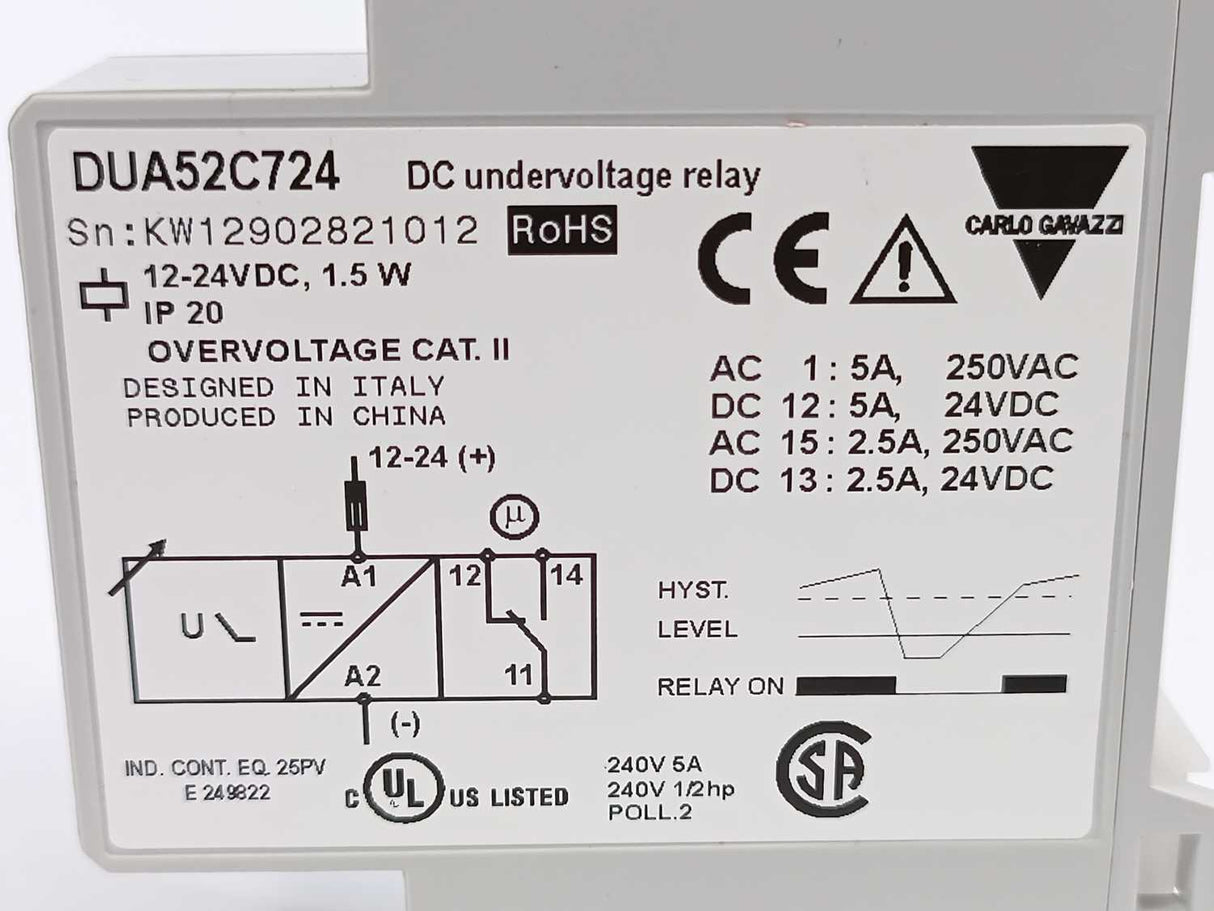 DUA52C724 DC undervoltage relay
Sn:KW12902821012 RoHS
CARLO GAVAZZI
CE
12-24VDC, 1.5 W
IP 20
OVERVOLTAGE CAT. II
DESIGNED IN ITALY
PRODUCED IN CHINA
AC 1: 5A, 250VAC
DC 12: 5A, 24VDC
AC 15: 2.5A, 250VAC
DC 13: 2.5A, 24VDC
12-24 (+)
μ
A1 12 14
U
A2 11
(-)
HYST.
LEVEL
RELAY ON
IND. CONT. EQ. 25PV
E 249822
C UL US LISTED
240V 5A
240V 1/2hp
POLL.2
SA